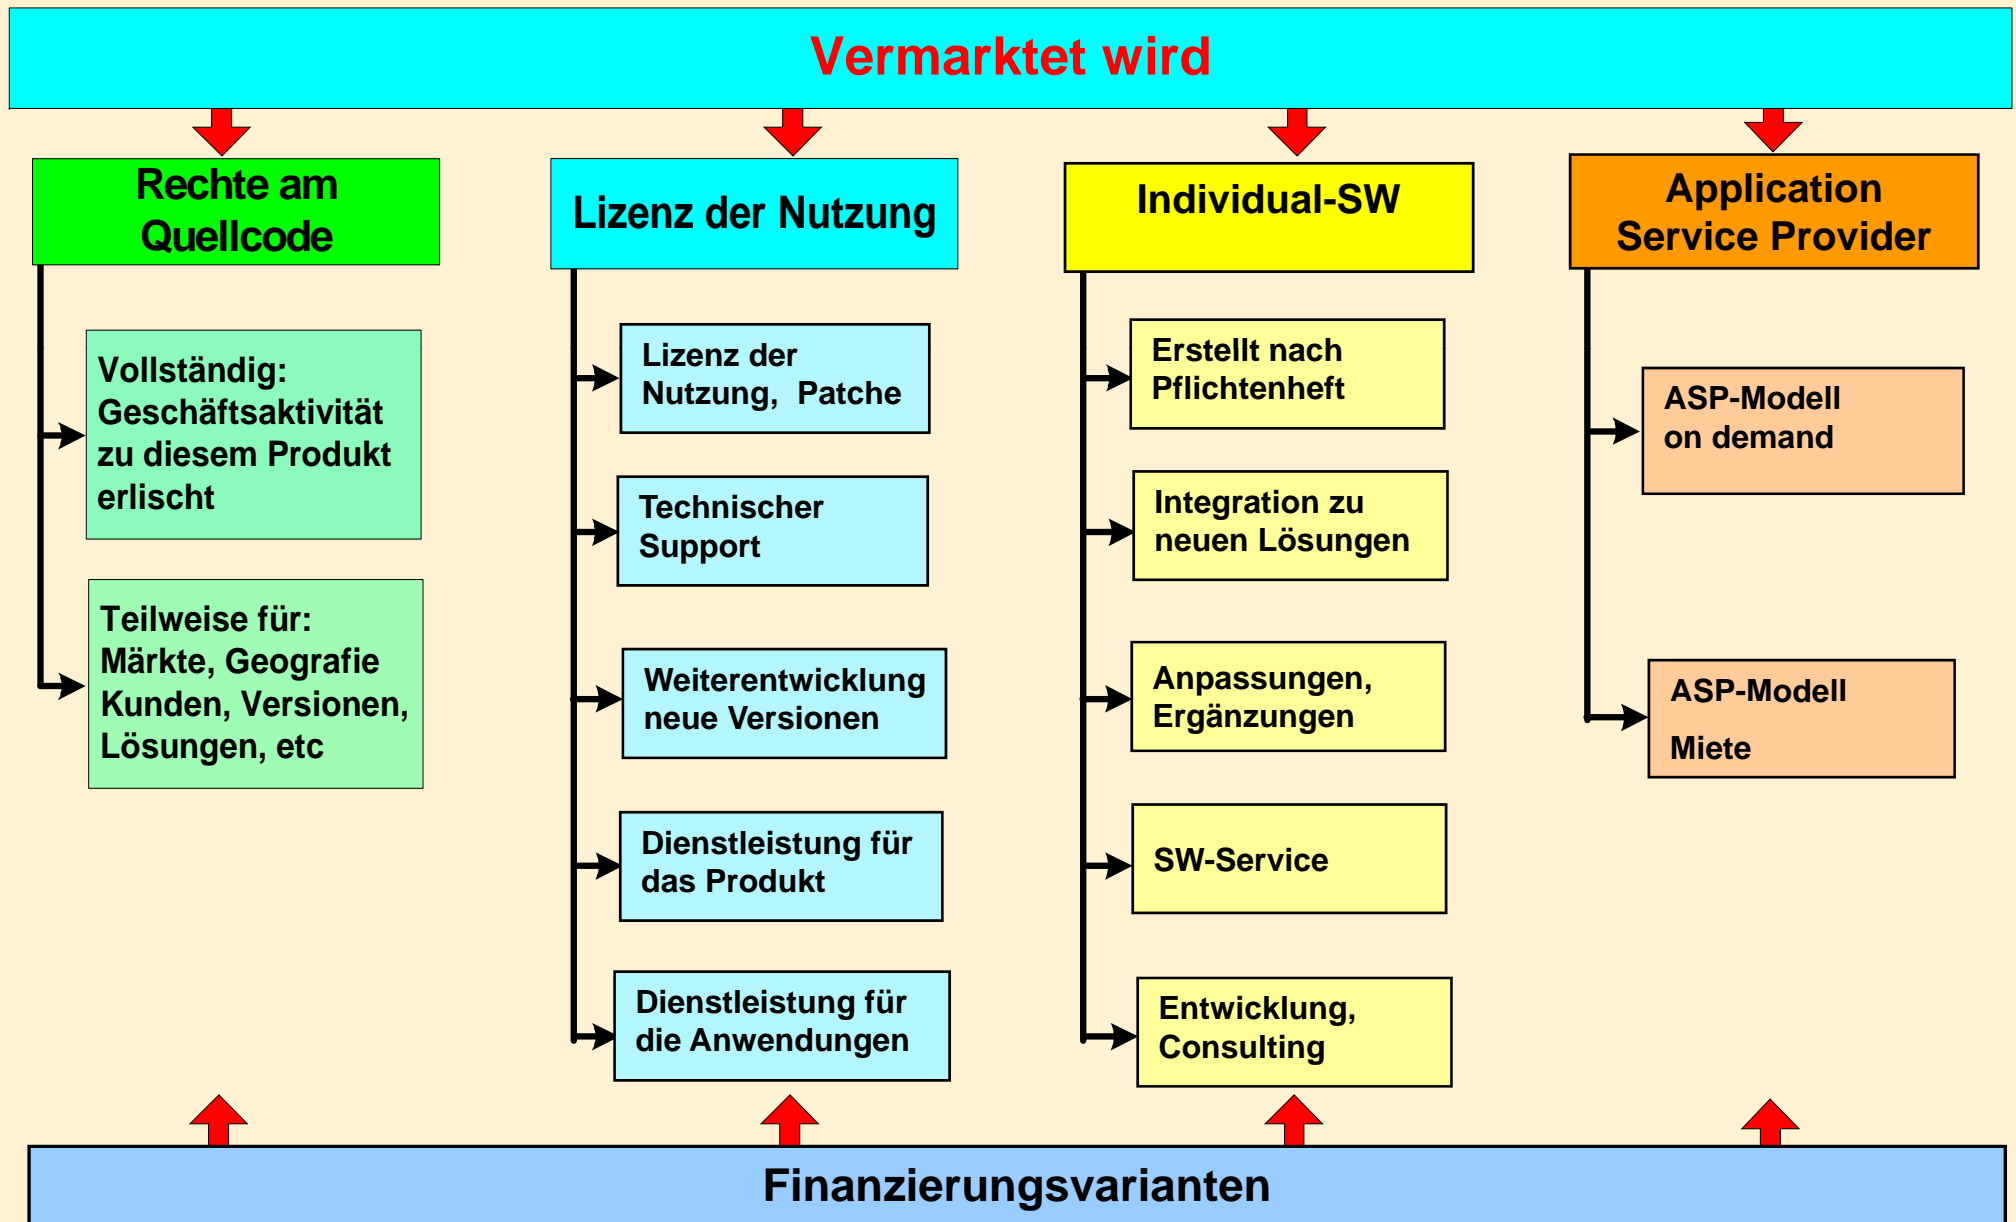 Vermarktet wird
Rechte am
Quellcode
Vollständig:
Geschäftsaktivität
zu diesem Produkt
erlischt
Teilweise für:
Märkte, Geografie
Kunden, Versionen,
Lösungen, etc
Lizenz der Nutzung
Lizenz der
Nutzung, Patche
Technischer
Support
Weiterentwicklung
neue Versionen
Dienstleistung für
das Produkt
Dienstleistung für
die Anwendungen
Individual-SW
Erstellt nach
Pflichtenheft
Integration zu
neuen Lösungen
Anpassungen,
Ergänzungen
SW-Service
Entwicklung,
Consulting
Application
Service Provider
ASP-Modell
on demand
ASP-Modell
Miete
Finanzierungsvarianten